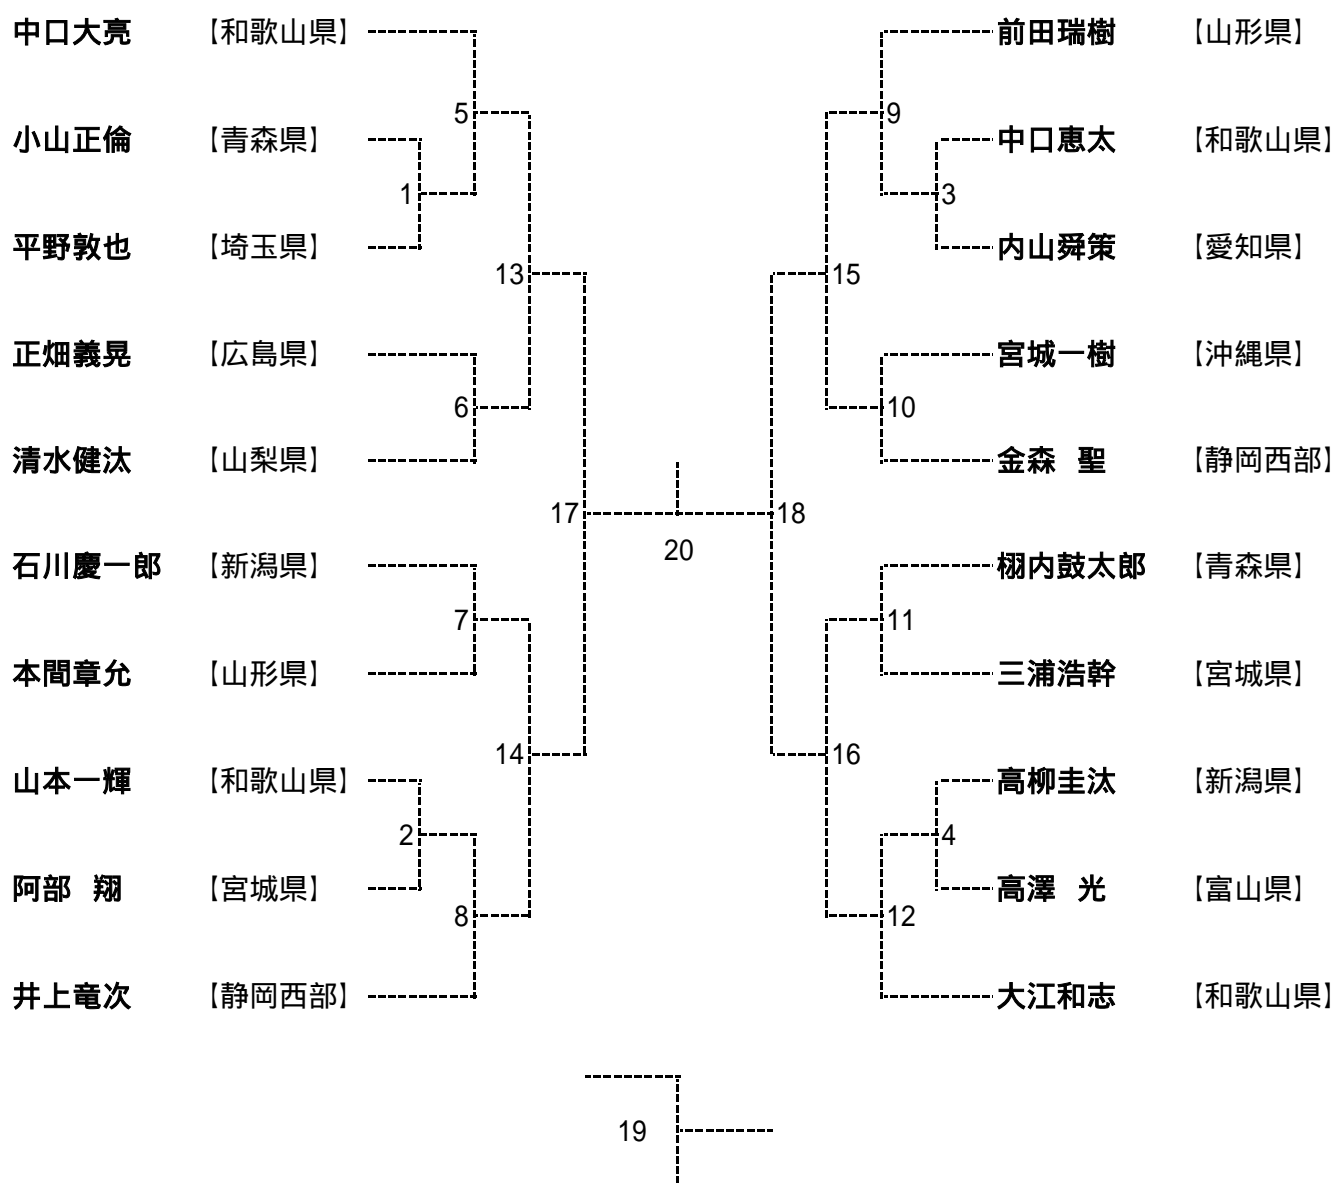 中口大亮 【和歌山県】
5
小山正倫 【青森県】
1
平野敦也 【埼玉県】
13
正畑義晃 【広島県】
6
清水健汰 【山梨県】
17
石川慶一郎 【新潟県】
7
本間章允 【山形県】
14
山本一輝 【和歌山県】
2
阿部 翔 【宮城県】
8
井上竜次 【静岡西部】
20
前田瑞樹 【山形県】
9
中口恵太 【和歌山県】
3
内山舜策 【愛知県】
15
宮城一樹 【沖縄県】
10
金森 聖 【静岡西部】
18
栩内鼓太郎 【青森県】
11
三浦浩幹 【宮城県】
16
高柳圭汰 【新潟県】
4
高澤 光 【富山県】
12
大江和志 【和歌山県】
19